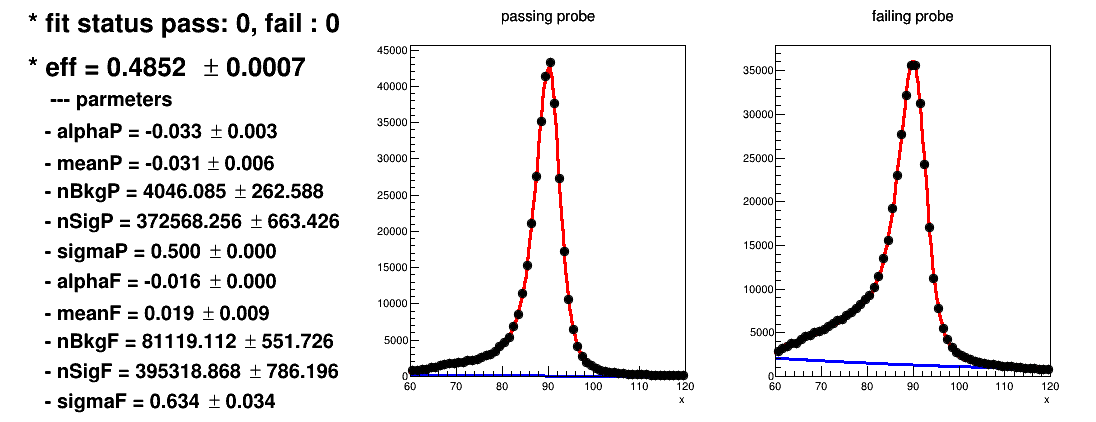 * fit status pass: 0, fail : 0
* eff = 0.4852 ± 0.0007
--- parmeters
- alphaP = -0.033 ± 0.003
- meanP = -0.031 ± 0.006
- nBkgP = 4046.085 ± 262.588
- nSigP = 372568.256 ± 663.426
- sigmaP = 0.500 ± 0.000
- alphaF = -0.016 ± 0.000
- meanF = 0.019 ± 0.009
- nBkgF = 81119.112 ± 551.726
- nSigF = 395318.868 ± 786.196
- sigmaF = 0.634 ± 0.034
passing probe
45000
40000
35000
30000
25000
20000
15000
10000
5000
0
60 70 80 90 100 110 120
x
failing probe
35000
30000
25000
20000
15000
10000
5000
0
60 70 80 90 100 110 120
x